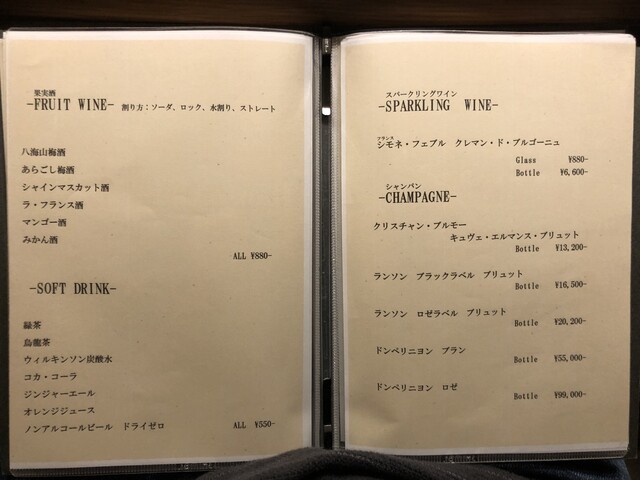 果実酒
-FRUIT WINE- 割り方：ソーダ、ロック、水割り、ストレート
八海山梅酒
あらごし梅酒
シャインマスカット酒
ラ・フランス酒
マンゴー酒
みかん酒
ALL ¥880-
-SOFT DRINK-
緑茶
烏龍茶
ウィルキンソン炭酸水
コカ・コーラ
ジンジャーエール
オレンジジュース
ノンアルコールビール ドライゼロ ALL ¥550-
スパークリングワイン
-SPARKLING WINE-
フランス
シモネ・フェブル クレマン・ド・ブルゴーニュ
Glass ¥880-
Bottle ¥6,600-
シャンパン
-CHAMPAGNE-
クリスチャン・ブルモー
キュヴェ・エルマンス・ブリュット
Bottle ¥13,200-
ランソン ブラックラベル ブリュット
Bottle ¥16,500-
ランソン ロゼラベル ブリュット
Bottle ¥20,200-
ドンペリニヨン ブラン
Bottle ¥55,000-
ドンペリニヨン ロゼ
Bottle ¥99,000-